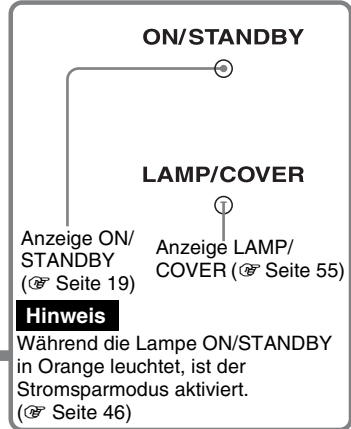 ON/STANDBY
LAMP/COVER
Anzeige ON/
STANDBY
(☞ Seite 19)
Anzeige LAMP/
COVER (☞ Seite 55)
Hinweis
Während die Lampe ON/STANDBY
in Orange leuchtet, ist der
Stromsparmodus aktiviert.
(☞ Seite 46)